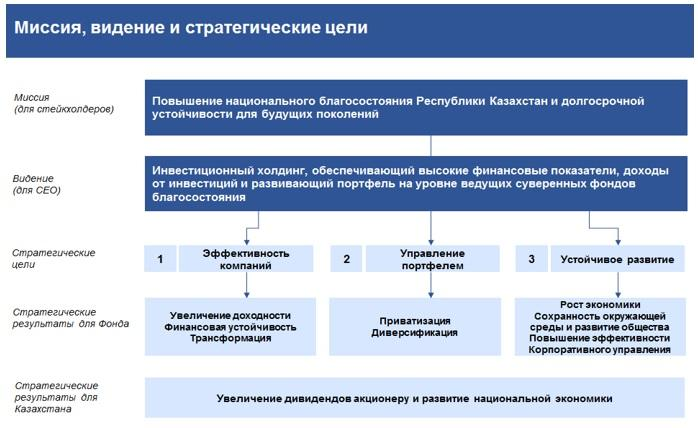 Миссия, видение и стратегические цели
Миссия
(для стейкхолдеров)
Повышение национального благосостояния Республики Казахстан и долгосрочной
устойчивости для будущих поколений
Видение
(для CEO)
Инвестиционный холдинг, обеспечивающий высокие финансовые показатели, доходы
от инвестиций и развивающий портфель на уровне ведущих суверенных фондов
благосостояния
Стратегические
цели
1
Эффективность
компаний
2
Управление
портфелем
3
Устойчивое развитие
Стратегические
результаты для Фонда
Увеличение доходности
Финансовая устойчивость
Трансформация
Приватизация
Диверсификация
Рост экономики
Сохранность окружающей
среды и развитие общества
Повышение эффективности
Корпоративного управления
Стратегические
результаты для
Казахстана
Увеличение дивидендов акционеру и развитие национальной экономики